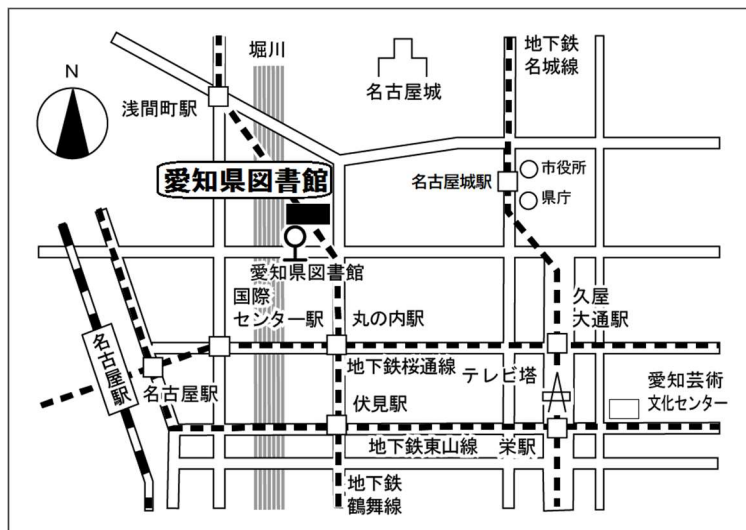 堀川
地下鉄
名城線
N
名古屋城
浅間町駅
市役所
愛知県図書館
名古屋城駅
県庁
愛知県図書館
国際
センター駅
丸の内駅
久屋
大通駅
名古屋駅
地下鉄桜通線
テレビ塔
名古屋駅
伏見駅
愛知芸術
文化センター
地下鉄東山線
栄駅
地下鉄
鶴舞線